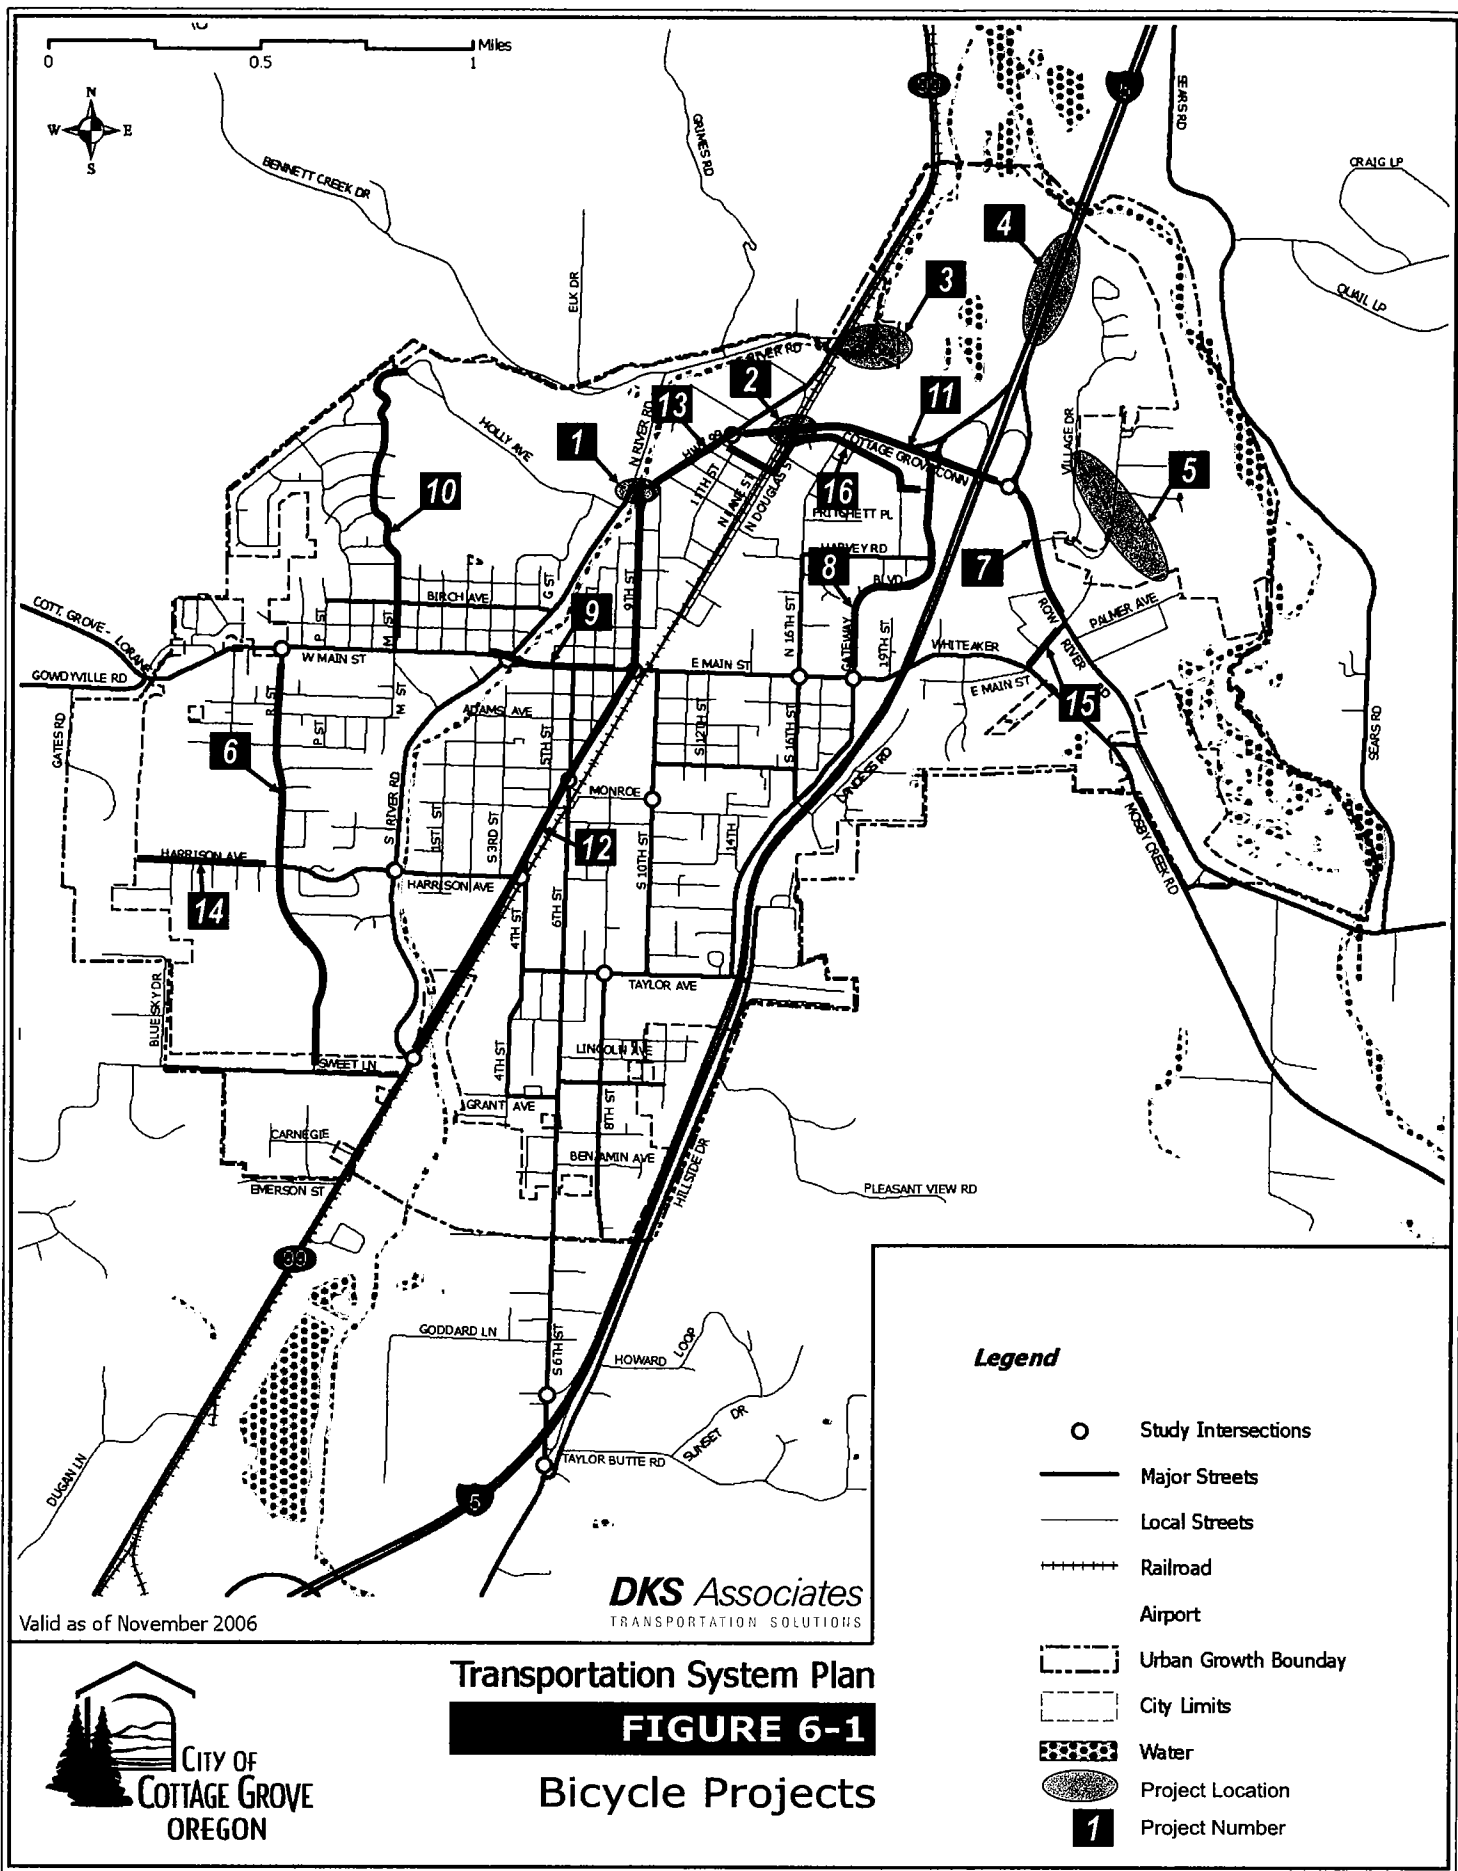 Miles
0 0.5 1
N
W E
S
99
5
SEARS RD
GRIMES RD
BENNETT CREEK DR
CRAIG LP
QUAIL LP
ELK DR
4
3
RIVER RD
2
13
11
N RIVER RD
HWY 99
HOLLY AVE
1
COTTAGE GROVE CONN
VILLAGE DR
5
10
11TH ST
N LANE ST
N DOUGLAS ST
16
PRITCHETT PL
HARVEY RD
8
BLVD
7
G ST
9TH ST
BIRCH AVE
9
COTT. GROVE - LORANE
P ST
M ST
N 16TH ST
GATEWAY
19TH ST
ROW
RIVER
RD
PALMER AVE
WHITEAKER
W MAIN ST
E MAIN ST
E MAIN ST
GOWDYVILLE RD
R ST
P ST
M ST
ADAMS AVE
5TH ST
S 12TH ST
S 16TH ST
15
GATES RD
6
SEARS RD
LANDESS RD
S RIVER RD
MONROE
1ST ST
S 3RD ST
12
14TH
S 10TH ST
MOSBY CREEK RD
HARRISON AVE
HARRISON AVE
14
4TH ST
6TH ST
TAYLOR AVE
BLUE SKY DR
SWEET LN
4TH ST
LINCOLN AVE
GRANT AVE
8TH ST
CARNEGIE
BENJAMIN AVE
HILLSIDE DR
EMERSON ST
PLEASANT VIEW RD
99
GODDARD LN
S 6TH ST
HOWARD LOOP
SUNSET DR
TAYLOR BUTTE RD
DUGAN LN
5
Valid as of November 2006
DKS Associates
TRANSPORTATION SOLUTIONS
Legend
Study Intersections
Major Streets
Local Streets
Railroad
Airport
Urban Growth Boundary
City Limits
Water
Project Location
1 Project Number
CITY OF
COTTAGE GROVE
OREGON
Transportation System Plan
FIGURE 6-1
Bicycle Projects